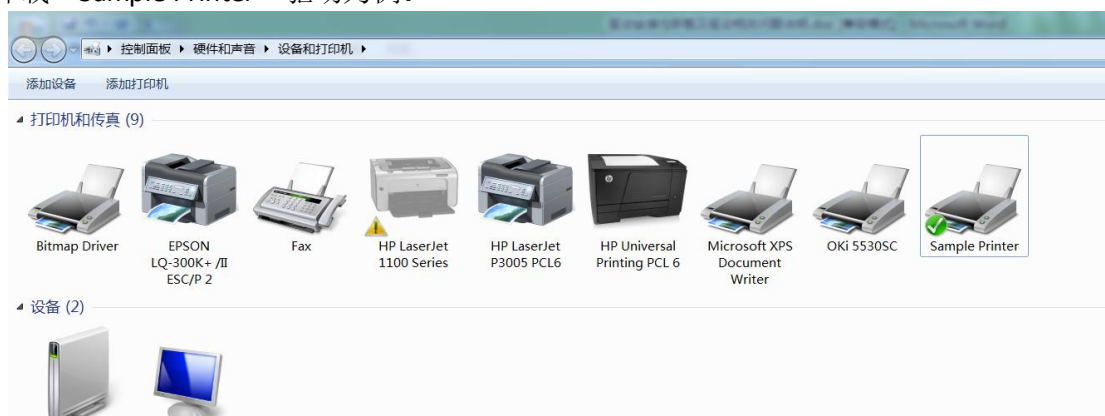 "Sample Printer"
控制面板 ▸ 硬件和声音 ▸ 设备和打印机 ▸
添加设备 添加打印机
打印机和传真 (9)
Bitmap Driver
EPSON
LQ-300K+ /II
ESC/P 2
Fax
HP LaserJet
1100 Series
HP LaserJet
P3005 PCL6
HP Universal
Printing PCL 6
Microsoft XPS
Document
Writer
OKi 5530SC
Sample Printer
设备 (2)